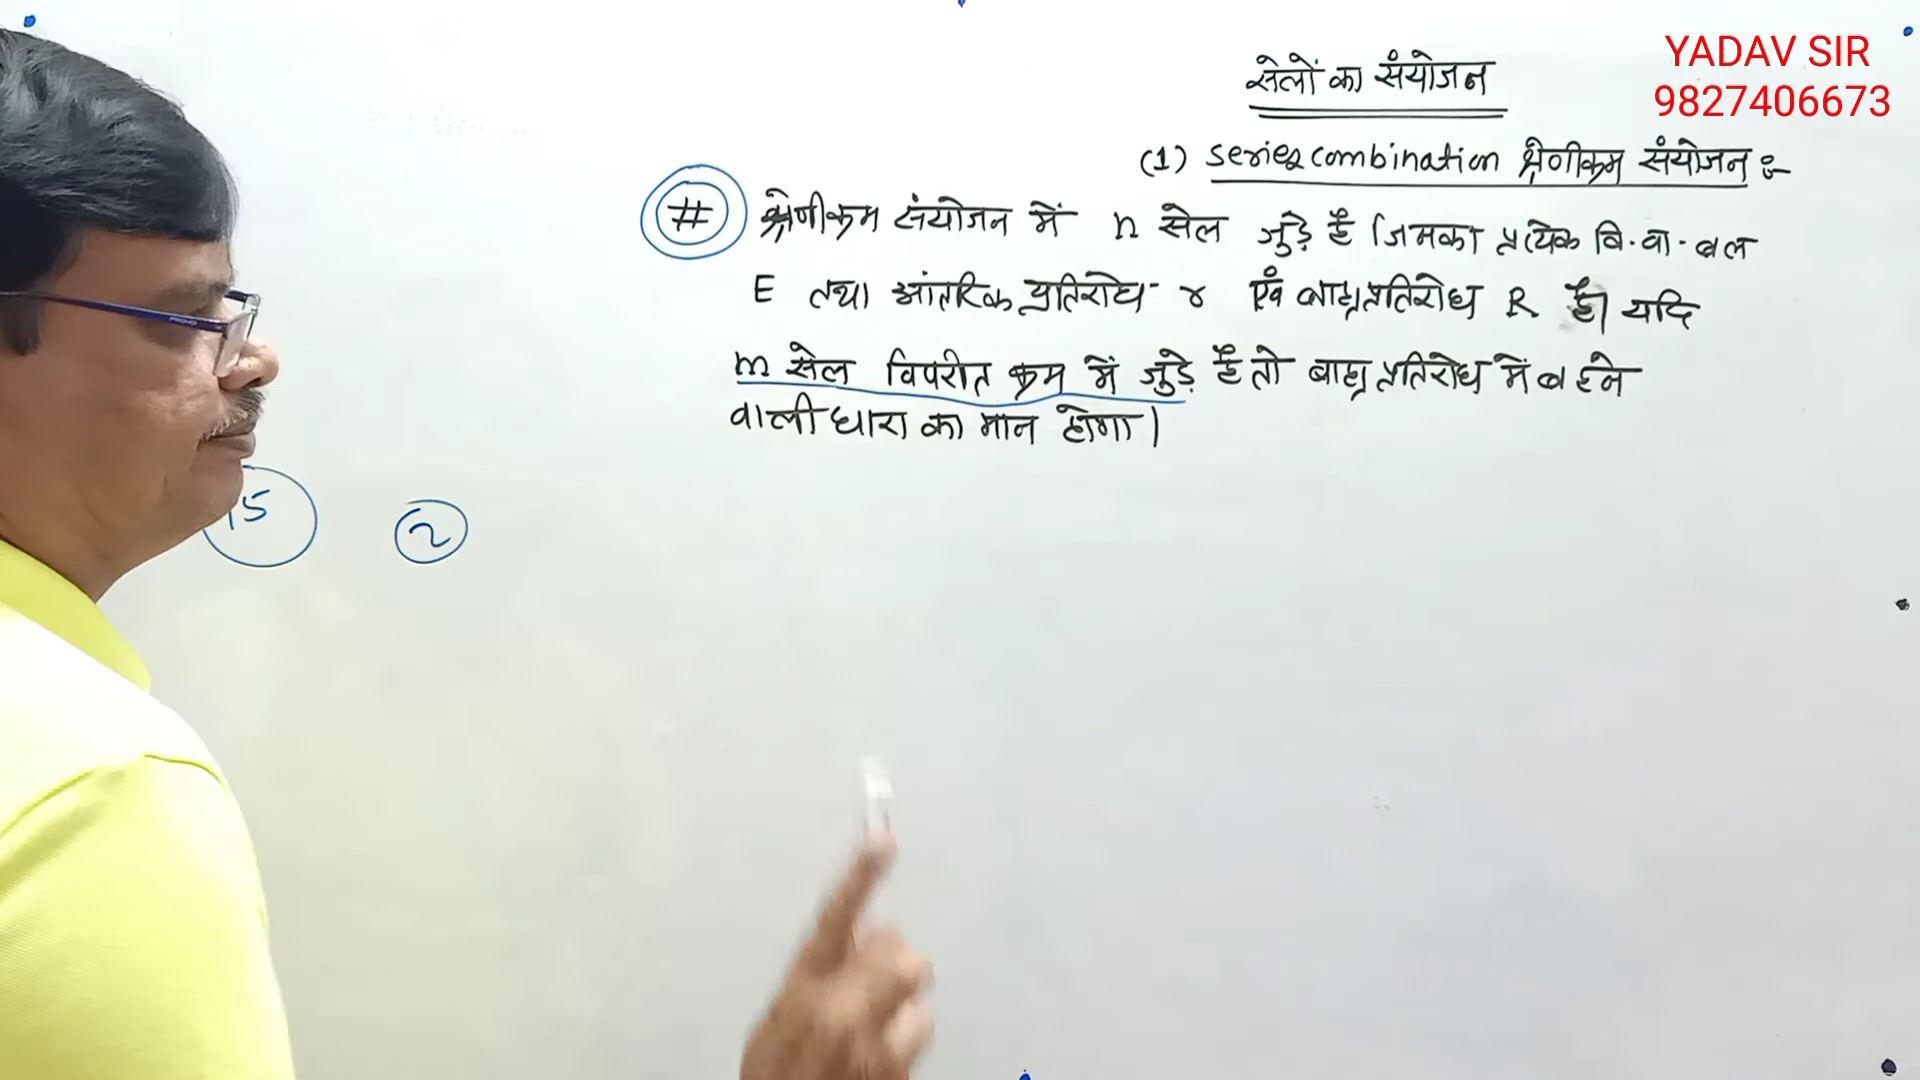 YADAV SIR
9827406673
सेलों का संयोजन
(1) series combination श्रेणीक्रम संयोजन :-
# श्रेणीक्रम संयोजन में n सेल जुड़े है जिसका प्रत्येक वि.वा.बल
E तथा आंतरिक प्रतिरोध r एवं बाह्य प्रतिरोध R है। यदि
m सेल विपरीत क्रम में जुड़े है तो बाह्य प्रतिरोध में बहने
वाली धारा का मान होगा।
15 2